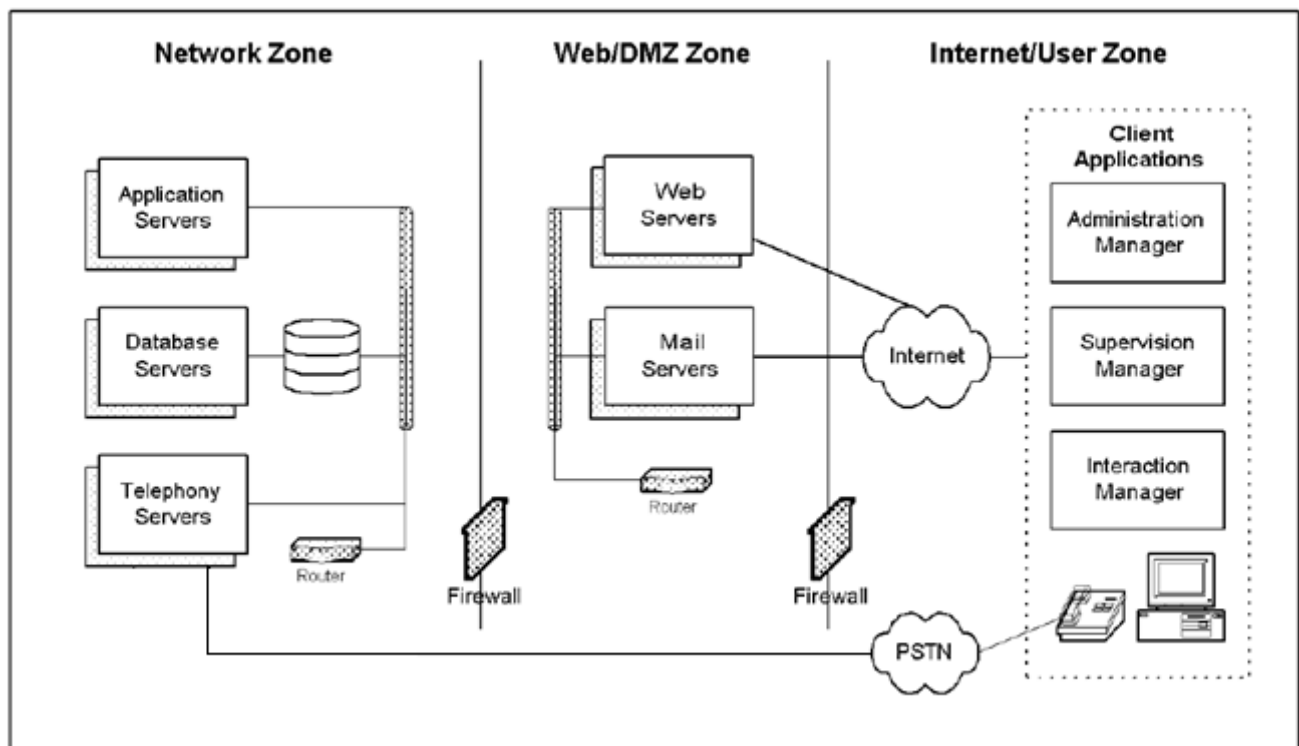 Network Zone
Web/DMZ Zone
Internet/User Zone
Application
Servers
Database
Servers
Telephony
Servers
Router
Firewall
Web
Servers
Mail
Servers
Router
Firewall
Internet
PSTN
Client
Applications
Administration
Manager
Supervision
Manager
Interaction
Manager